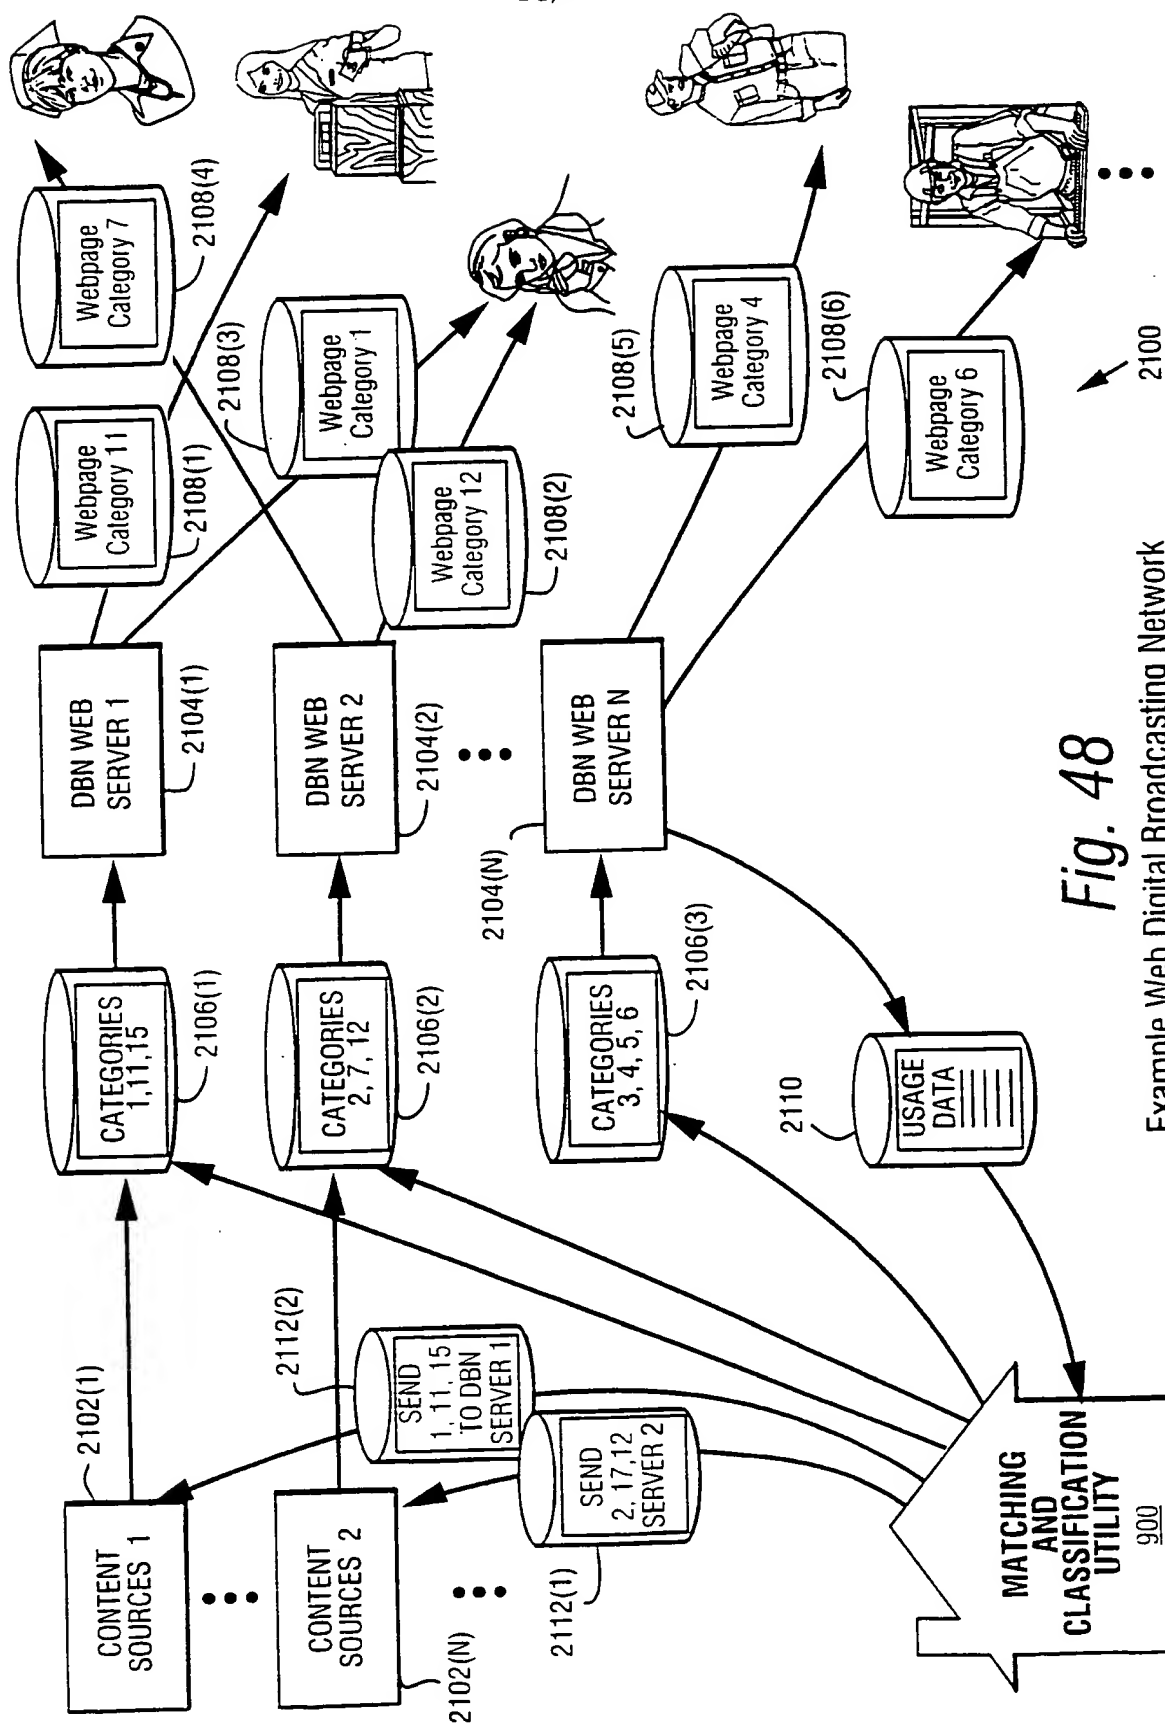 CONTENT
SOURCES 1
2102(1)
CONTENT
SOURCES 2
2102(N)
SEND
1, 11, 15
TO DBN
SERVER 1
2112(2)
SEND
2, 17,12
SERVER 2
2112(1)
MATCHING
AND
CLASSIFICATION
UTILITY
900
CATEGORIES
1,11,15
2106(1)
CATEGORIES
2, 7, 12
2106(2)
CATEGORIES
3, 4, 5, 6
2106(3)
USAGE
DATA
2110
DBN WEB
SERVER 1
2104(1)
DBN WEB
SERVER 2
2104(2)
DBN WEB
SERVER N
2104(N)
Webpage
Category 11
2108(1)
Webpage
Category 7
2108(4)
Webpage
Category 1
2108(3)
Webpage
Category 12
2108(2)
Webpage
Category 4
2108(5)
Webpage
Category 6
2108(6)
2100
Fig. 48
Example Web Digital Broadcasting Network